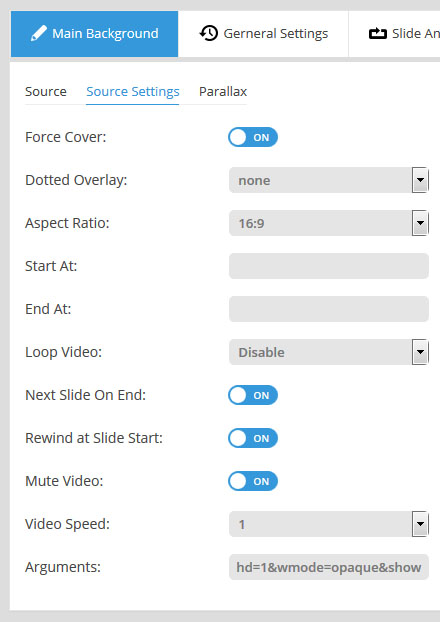 Main Background Gerneral Settings Slide An
Source Source Settings Parallax
Force Cover: ON
Dotted Overlay: none
Aspect Ratio: 16:9
Start At:
End At:
Loop Video: Disable
Next Slide On End: ON
Rewind at Slide Start: ON
Mute Video: ON
Video Speed: 1
Arguments: hd=1&wmode=opaque&show